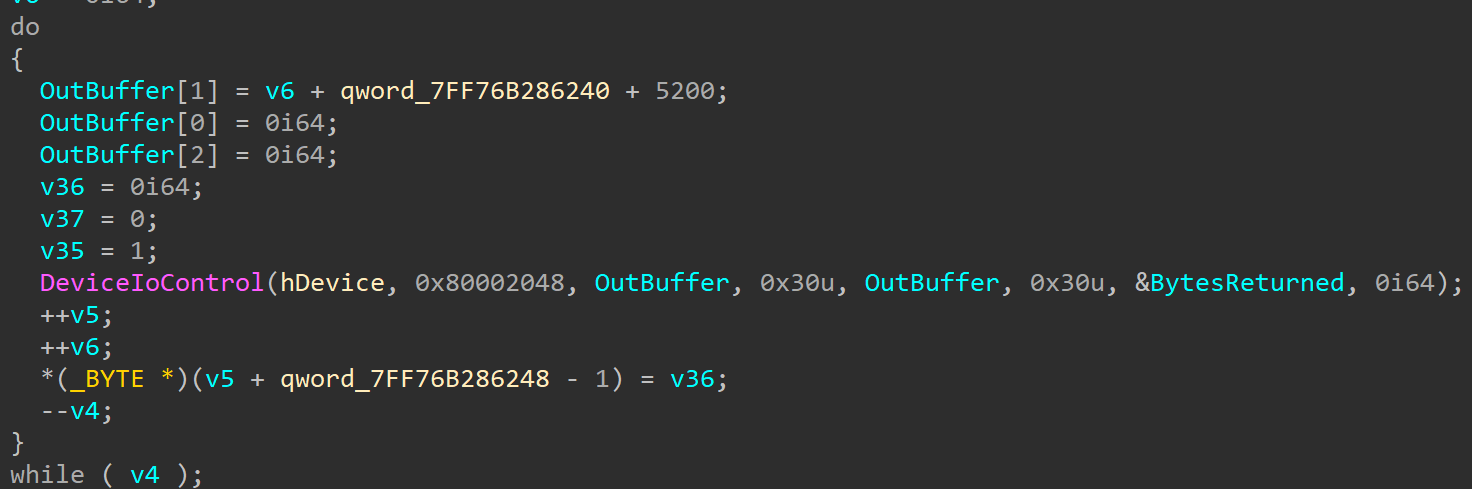 do
{
OutBuffer[1] = v6 + qword_7FF76B286240 + 5200;
OutBuffer[0] = 0i64;
OutBuffer[2] = 0i64;
v36 = 0i64;
v37 = 0;
v35 = 1;
DeviceIoControl(hDevice, 0x80002048, OutBuffer, 0x30u, OutBuffer, 0x30u, &BytesReturned, 0i64);
++v5;
++v6;
*(_BYTE *)(v5 + qword_7FF76B286248 - 1) = v36;
--v4;
}
while ( v4 );